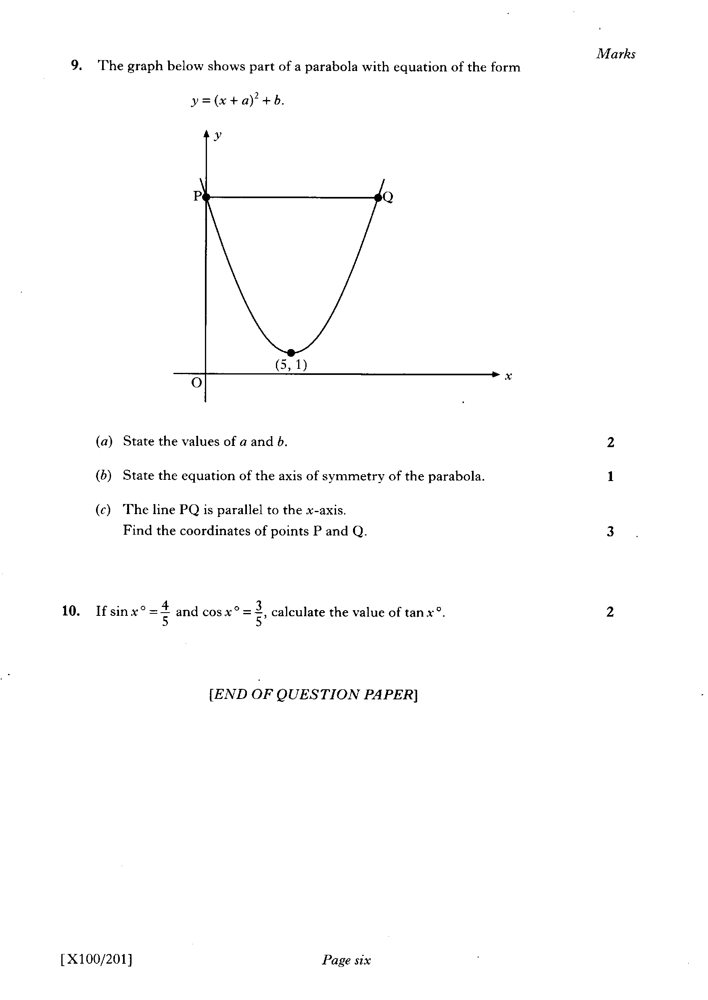 Marks
9. The graph below shows part of a parabola with equation of the form
y = (x + a)² + b.
y
P
Q
(5, 1)
x
O
(a) State the values of a and b. 2
(b) State the equation of the axis of symmetry of the parabola. 1
(c) The line PQ is parallel to the x-axis.
Find the coordinates of points P and Q. 3
10. If sin x° = 4/5 and cos x° = 3/5, calculate the value of tan x°. 2
[END OF QUESTION PAPER]
[X100/201] Page six